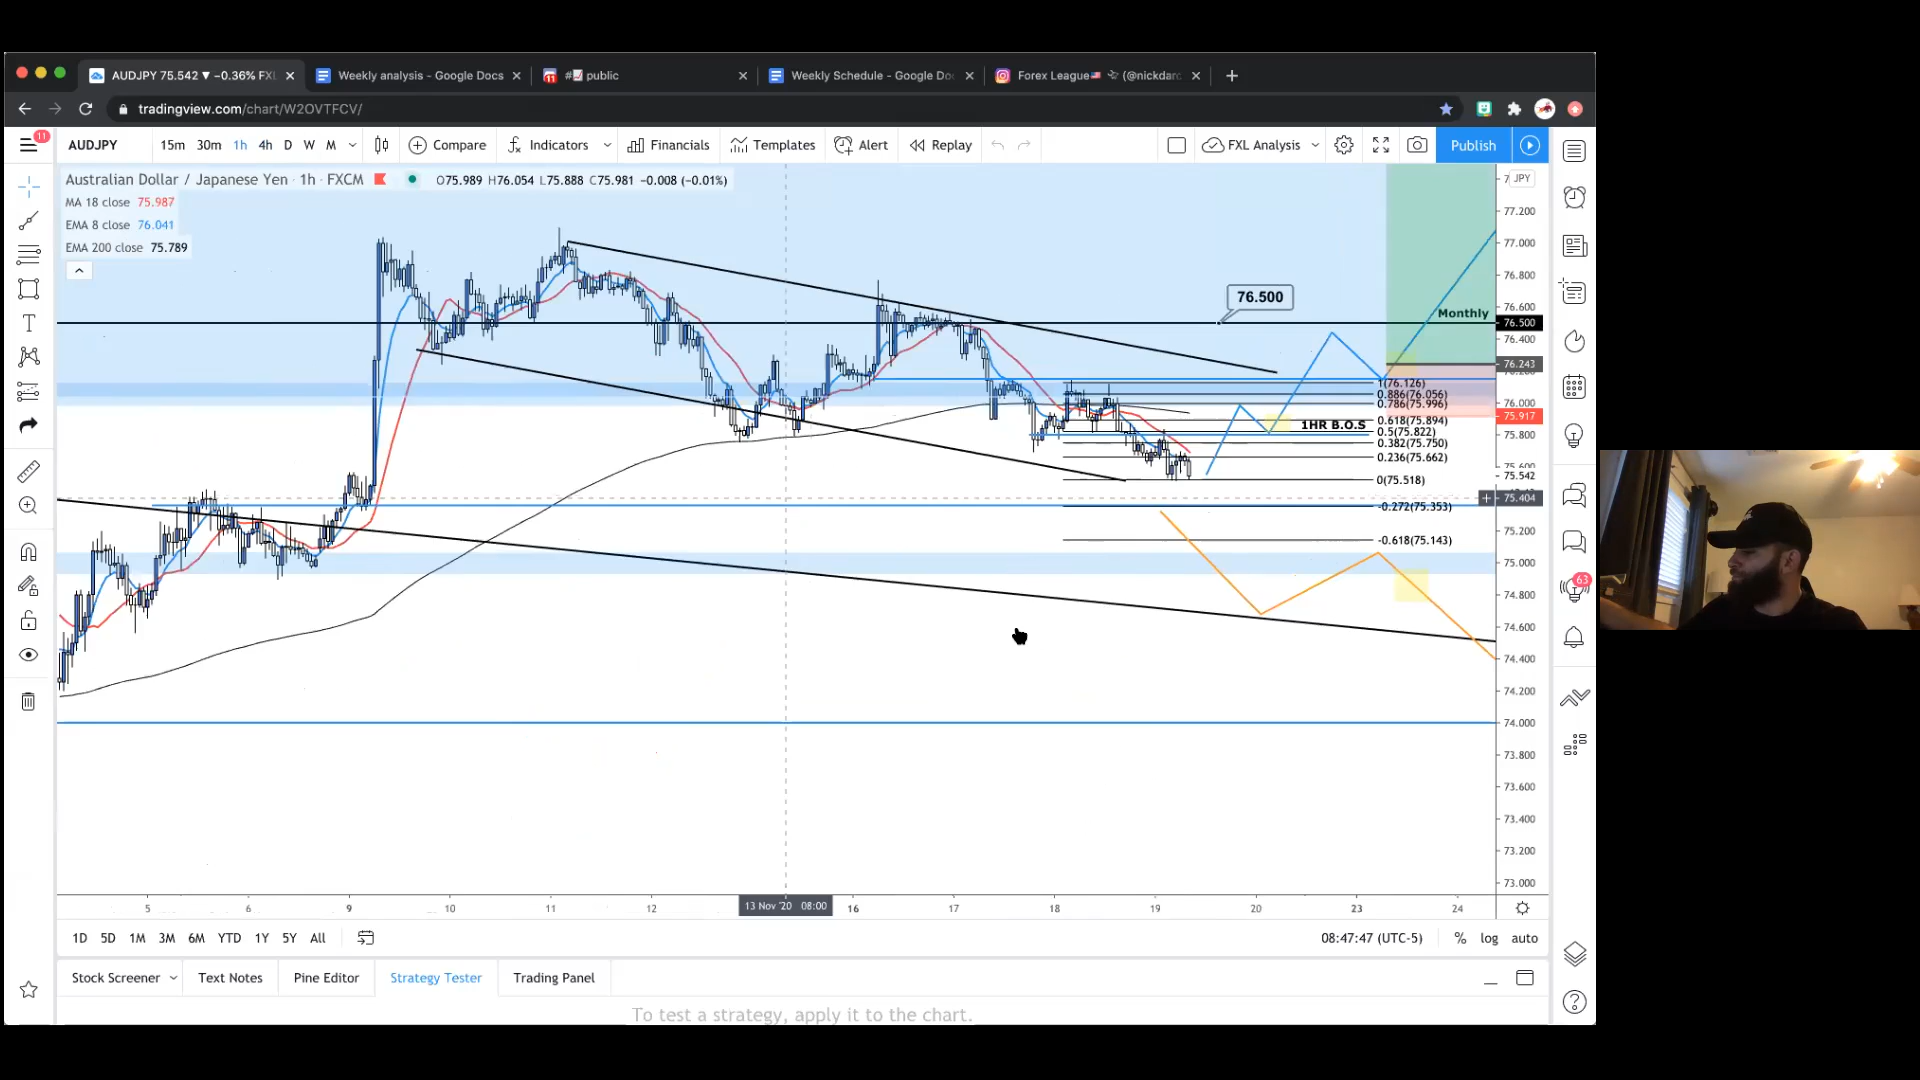 AUDJPY 75.542 ▼ −0.36% FXL
Weekly analysis - Google Docs
#📈 public
Weekly Schedule - Google Doc
Forex League🇺🇸 (@nickdarc
tradingview.com/chart/W2OVTFCV/
11
AUDJPY
15m 30m 1h 4h D W M
Compare
Indicators
Financials
Templates
Alert
Replay
FXL Analysis
Publish
Australian Dollar / Japanese Yen · 1h · FXCM
O75.989 H76.054 L75.888 C75.981 −0.008 (−0.01%)
MA 18 close 75.987
EMA 8 close 76.041
EMA 200 close 75.789
JPY
77.200
77.000
76.800
76.600
76.500
Monthly
76.500
76.400
76.243
1(76.126)
0.886(76.056)
0.786(75.996)
76.000
75.917
0.618(75.894)
1HR B.O.S
0.5(75.822)
75.800
0.382(75.750)
0.236(75.662)
75.600
75.542
0(75.518)
75.404
-0.272(75.353)
75.200
-0.618(75.143)
75.000
74.800
74.600
74.400
74.200
74.000
73.800
73.600
73.400
73.200
73.000
63
5 6 9 10 11 12 13 Nov '20 08:00 16 17 18 19 20 23 24
1D 5D 1M 3M 6M YTD 1Y 5Y All
08:47:47 (UTC-5) % log auto
Stock Screener
Text Notes
Pine Editor
Strategy Tester
Trading Panel
To test a strategy, apply it to the chart.